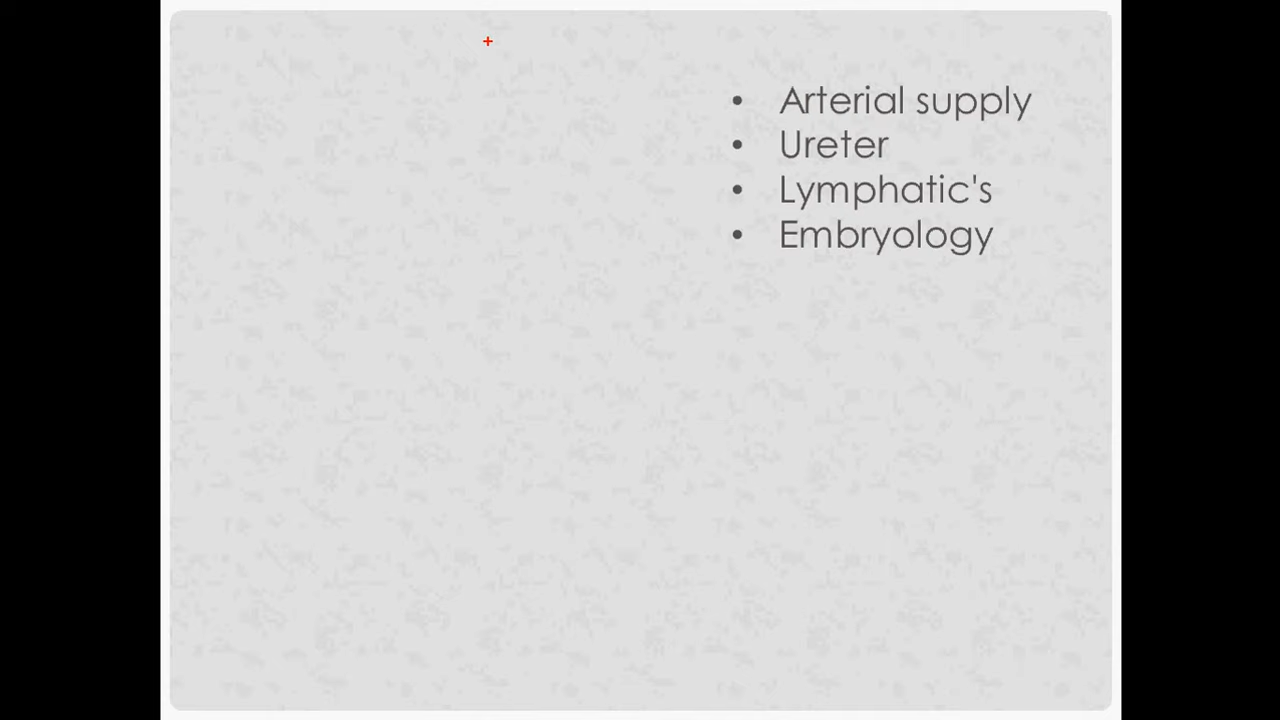 • Arterial supply
• Ureter
• Lymphatic's
• Embryology